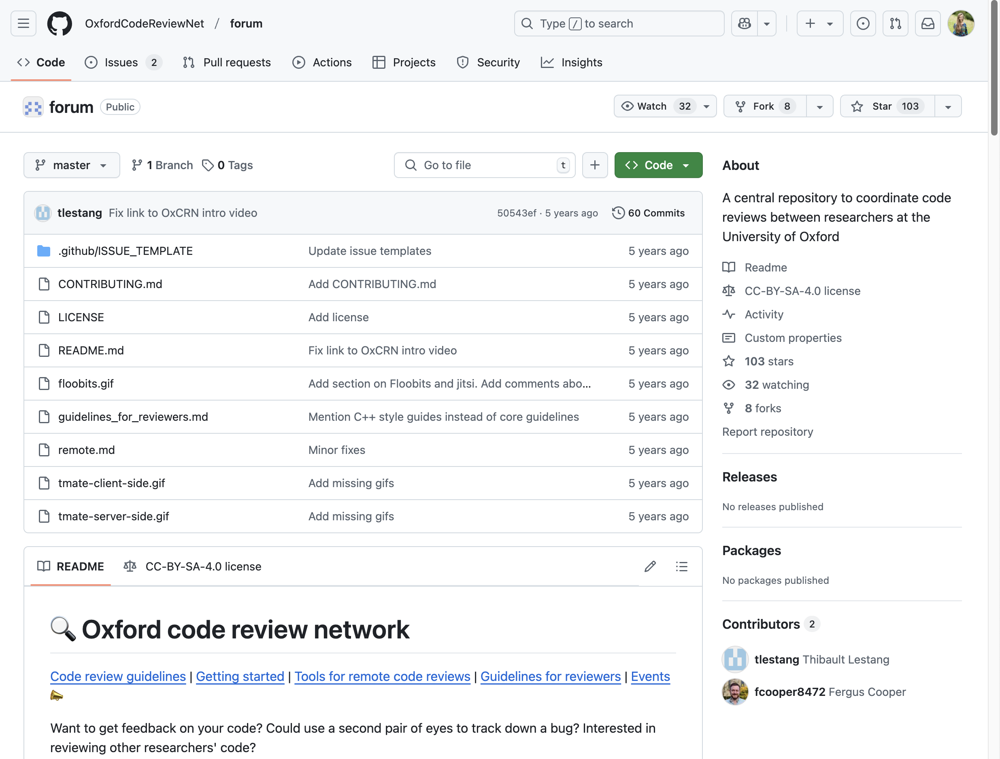 OxfordCodeReviewNet / forum
Type / to search
Code
Issues 2
Pull requests
Actions
Projects
Security
Insights
forum Public
Watch 32
Fork 8
Star 103
master
1 Branch
0 Tags
Go to file t
Code
tlestang Fix link to OxCRN intro video 50543ef · 5 years ago 60 Commits
.github/ISSUE_TEMPLATE Update issue templates 5 years ago
CONTRIBUTING.md Add CONTRIBUTING.md 5 years ago
LICENSE Add license 5 years ago
README.md Fix link to OxCRN intro video 5 years ago
floobits.gif Add section on Floobits and jitsi. Add comments abo... 5 years ago
guidelines_for_reviewers.md Mention C++ style guides instead of core guidelines 5 years ago
remote.md Minor fixes 5 years ago
tmate-client-side.gif Add missing gifs 5 years ago
tmate-server-side.gif Add missing gifs 5 years ago
README
CC-BY-SA-4.0 license
Oxford code review network
Code review guidelines | Getting started | Tools for remote code reviews | Guidelines for reviewers | Events
Want to get feedback on your code? Could use a second pair of eyes to track down a bug? Interested in
reviewing other researchers' code?
About
A central repository to coordinate code
reviews between researchers at the
University of Oxford
Readme
CC-BY-SA-4.0 license
Activity
Custom properties
103 stars
32 watching
8 forks
Report repository
Releases
No releases published
Packages
No packages published
Contributors 2
tlestang Thibault Lestang
fcooper8472 Fergus Cooper